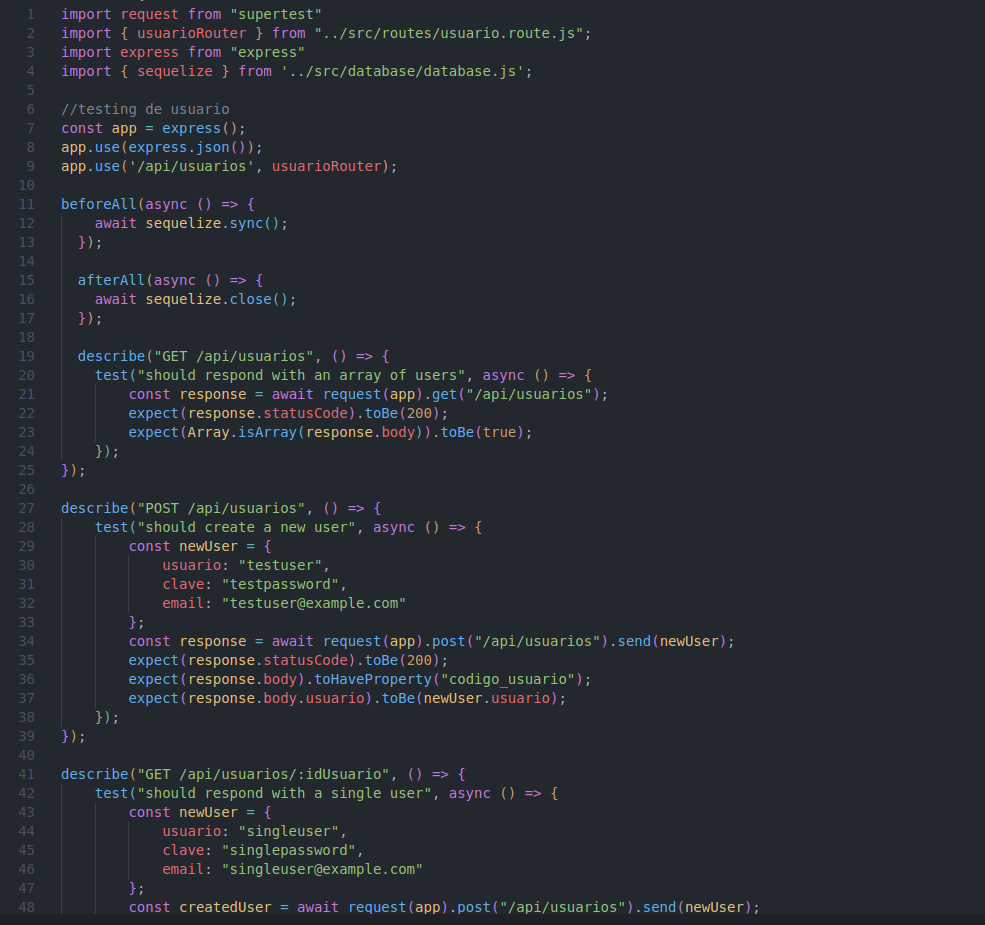 1 import request from "supertest"
2 import { usuarioRouter } from "../src/routes/usuario.route.js";
3 import express from "express"
4 import { sequelize } from '../src/database/database.js';
5
6 //testing de usuario
7 const app = express();
8 app.use(express.json());
9 app.use('/api/usuarios', usuarioRouter);
10
11 beforeAll(async () => {
12     await sequelize.sync();
13   });
14
15   afterAll(async () => {
16     await sequelize.close();
17   });
18
19   describe("GET /api/usuarios", () => {
20     test("should respond with an array of users", async () => {
21         const response = await request(app).get("/api/usuarios");
22         expect(response.statusCode).toBe(200);
23         expect(Array.isArray(response.body)).toBe(true);
24     });
25 });
26
27 describe("POST /api/usuarios", () => {
28     test("should create a new user", async () => {
29         const newUser = {
30             usuario: "testuser",
31             clave: "testpassword",
32             email: "testuser@example.com"
33         };
34         const response = await request(app).post("/api/usuarios").send(newUser);
35         expect(response.statusCode).toBe(200);
36         expect(response.body).toHaveProperty("codigo_usuario");
37         expect(response.body.usuario).toBe(newUser.usuario);
38     });
39 });
40
41 describe("GET /api/usuarios/:idUsuario", () => {
42     test("should respond with a single user", async () => {
43         const newUser = {
44             usuario: "singleuser",
45             clave: "singlepassword",
46             email: "singleuser@example.com"
47         };
48         const createdUser = await request(app).post("/api/usuarios").send(newUser);